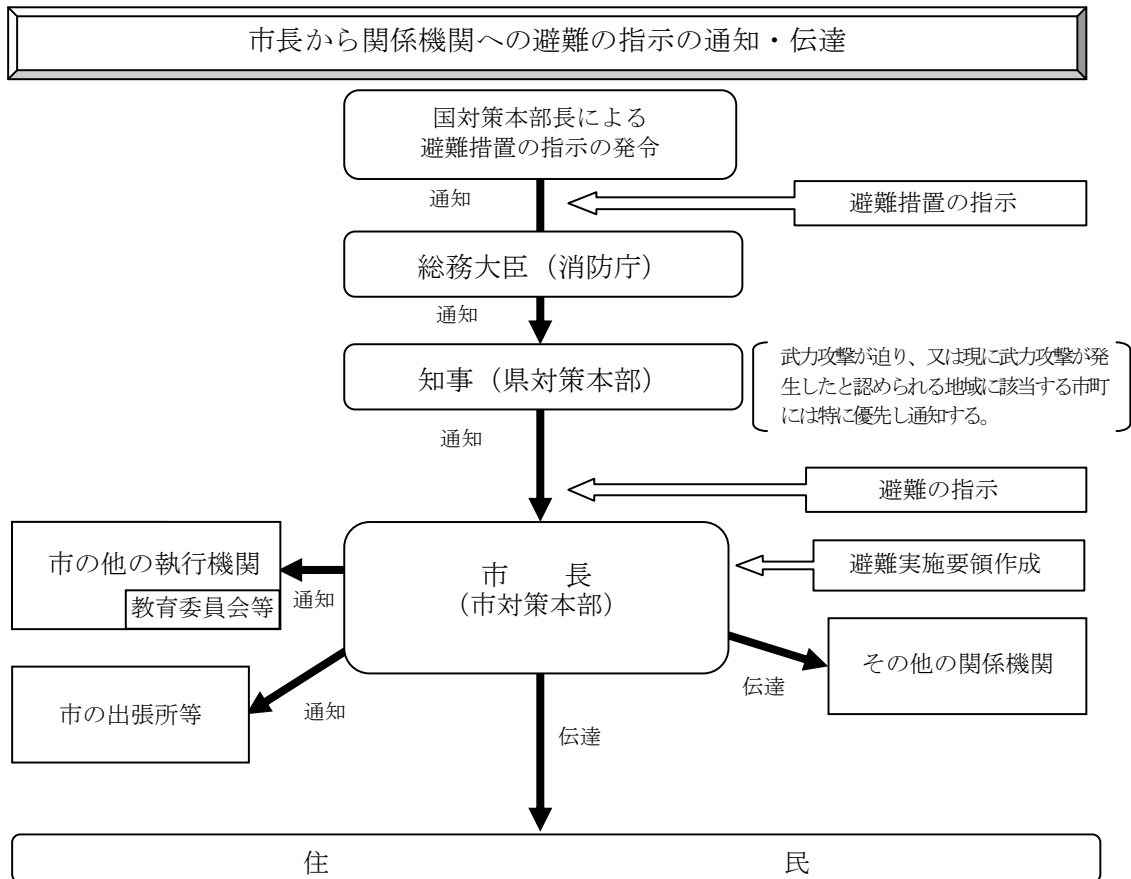 市長から関係機関への避難の指示の通知・伝達
国対策本部長による
避難措置の指示の発令
通知
避難措置の指示
総務大臣（消防庁）
通知
知事（県対策本部）
武力攻撃が迫り、又は現に武力攻撃が発
生したと認められる地域に該当する市町
には特に優先し通知する。
通知
避難の指示
市の他の執行機関
教育委員会等
通知
市　　長
（市対策本部）
避難実施要領作成
その他の関係機関
伝達
市の出張所等
通知
伝達
住　　　　民